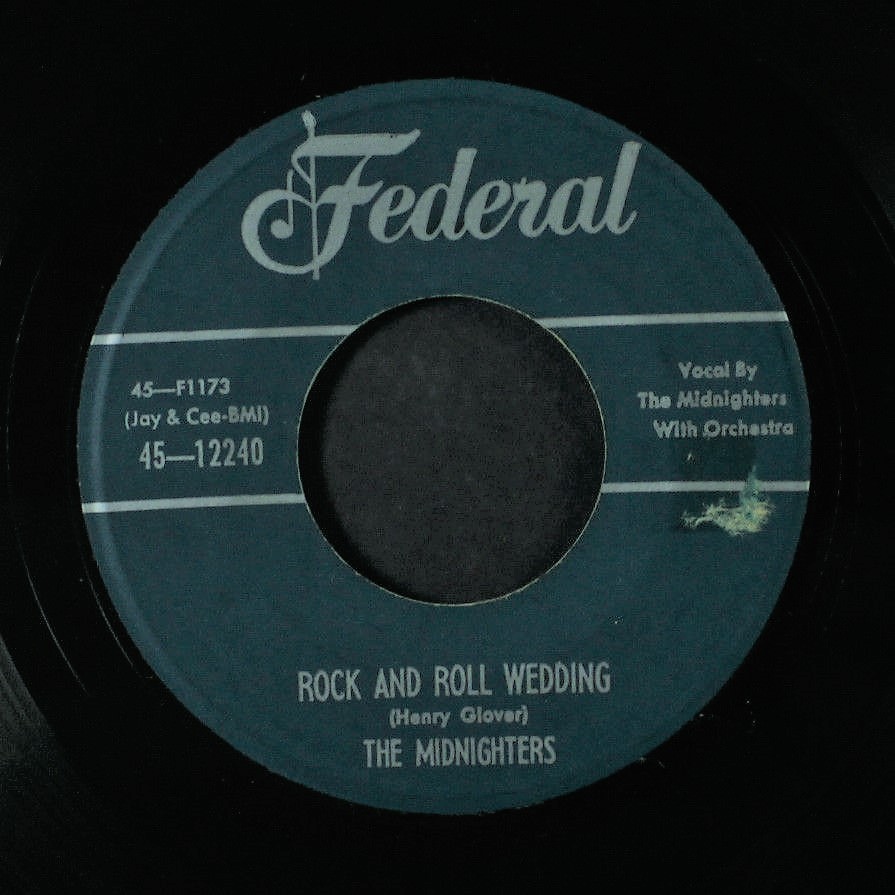 Federal
45—F1173
(Jay & Cee-BMI)
45—12240
Vocal By
The Midnighters
With Orchestra
ROCK AND ROLL WEDDING
(Henry Glover)
THE MIDNIGHTERS